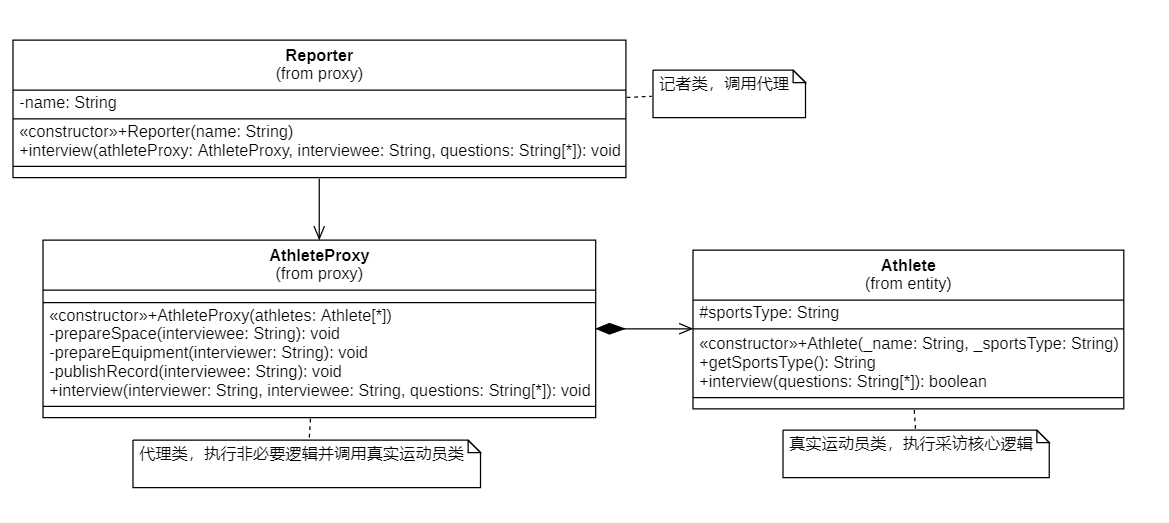 Reporter
(from proxy)
-name: String
«constructor»+Reporter(name: String)
+interview(athleteProxy: AthleteProxy, interviewee: String, questions: String[*]): void
记者类，调用代理
AthleteProxy
(from proxy)
«constructor»+AthleteProxy(athletes: Athlete[*])
-prepareSpace(interviewee: String): void
-prepareEquipment(interviewer: String): void
-publishRecord(interviewee: String): void
+interview(interviewer: String, interviewee: String, questions: String[*]): void
代理类，执行非必要逻辑并调用真实运动员类
Athlete
(from entity)
#sportsType: String
«constructor»+Athlete(_name: String, _sportsType: String)
+getSportsType(): String
+interview(questions: String[*]): boolean
真实运动员类，执行采访核心逻辑